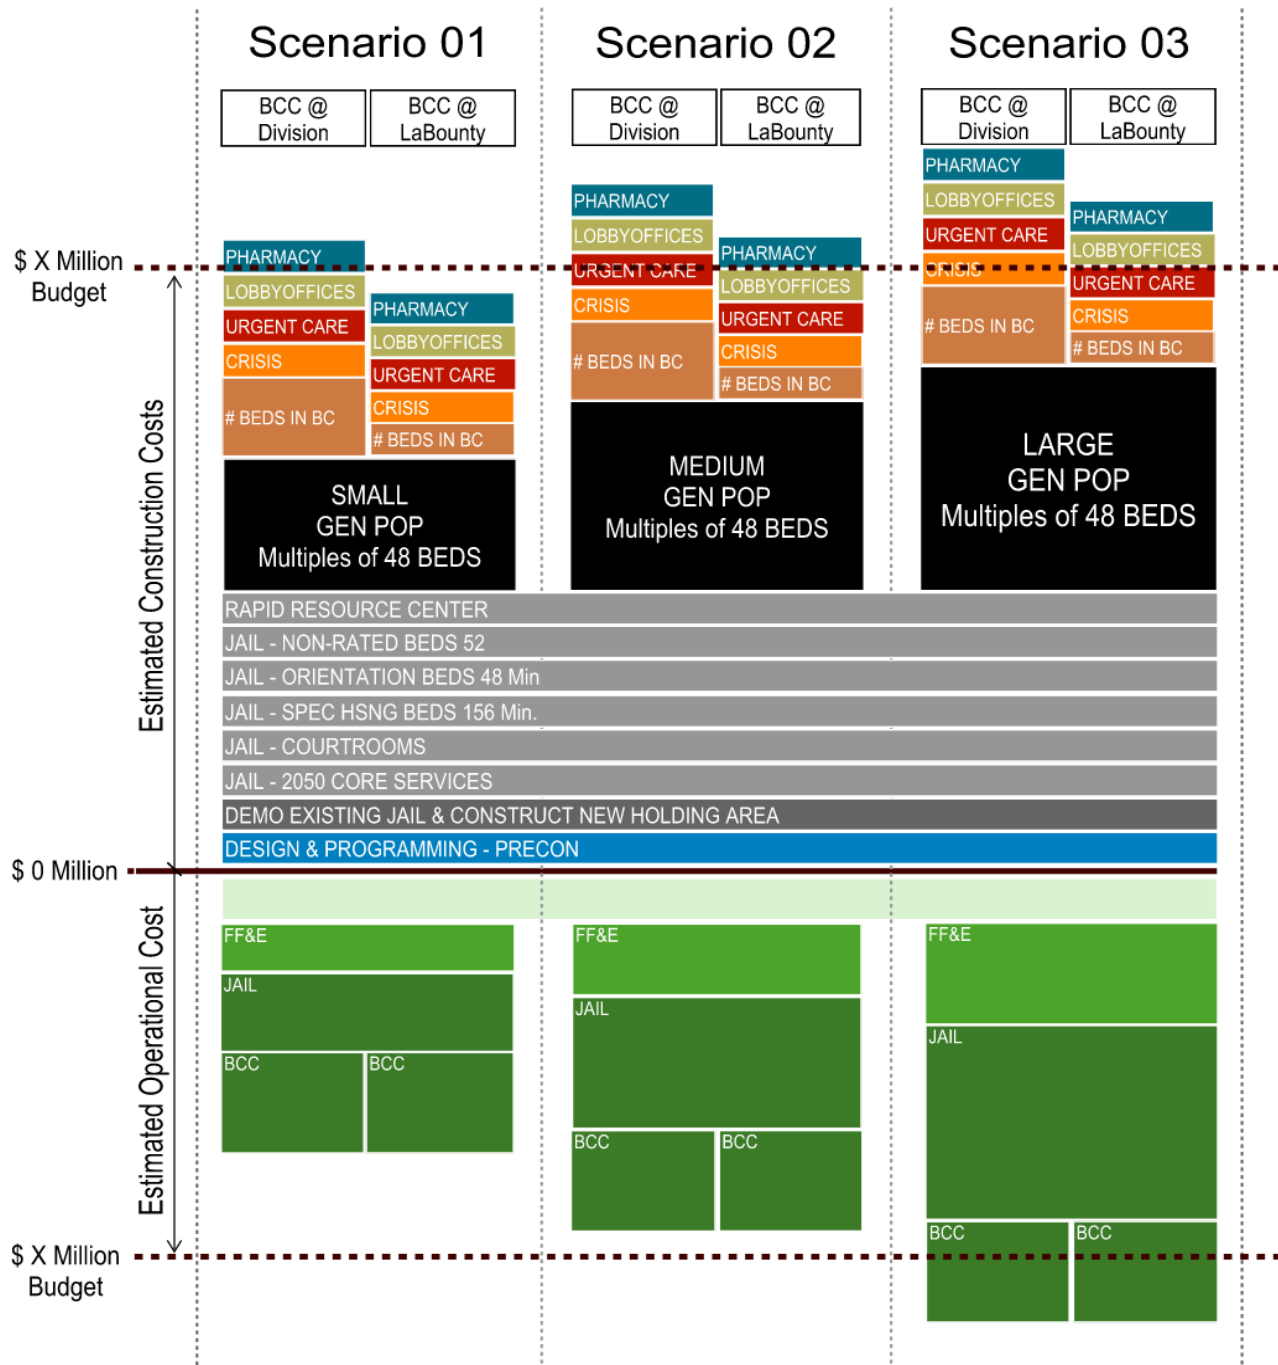 Scenario 01
Scenario 02
Scenario 03
BCC @
Division
BCC @
LaBounty
BCC @
Division
BCC @
LaBounty
BCC @
Division
BCC @
LaBounty
$ X Million
Budget
Estimated Construction Costs
PHARMACY
LOBBYOFFICES
URGENT CARE
CRISIS
# BEDS IN BC
PHARMACY
LOBBYOFFICES
URGENT CARE
CRISIS
# BEDS IN BC
SMALL
GEN POP
Multiples of 48 BEDS
PHARMACY
LOBBYOFFICES
URGENT CARE
CRISIS
# BEDS IN BC
PHARMACY
LOBBYOFFICES
URGENT CARE
CRISIS
# BEDS IN BC
MEDIUM
GEN POP
Multiples of 48 BEDS
PHARMACY
LOBBYOFFICES
URGENT CARE
CRISIS
# BEDS IN BC
PHARMACY
LOBBYOFFICES
URGENT CARE
CRISIS
# BEDS IN BC
LARGE
GEN POP
Multiples of 48 BEDS
RAPID RESOURCE CENTER
JAIL - NON-RATED BEDS 52
JAIL - ORIENTATION BEDS 48 Min
JAIL - SPEC HSNG BEDS 156 Min.
JAIL - COURTROOMS
JAIL - 2050 CORE SERVICES
DEMO EXISTING JAIL & CONSTRUCT NEW HOLDING AREA
DESIGN & PROGRAMMING - PRECON
$ 0 Million
Estimated Operational Cost
FF&E
JAIL
BCC
BCC
FF&E
JAIL
BCC
BCC
FF&E
JAIL
BCC
BCC
$ X Million
Budget